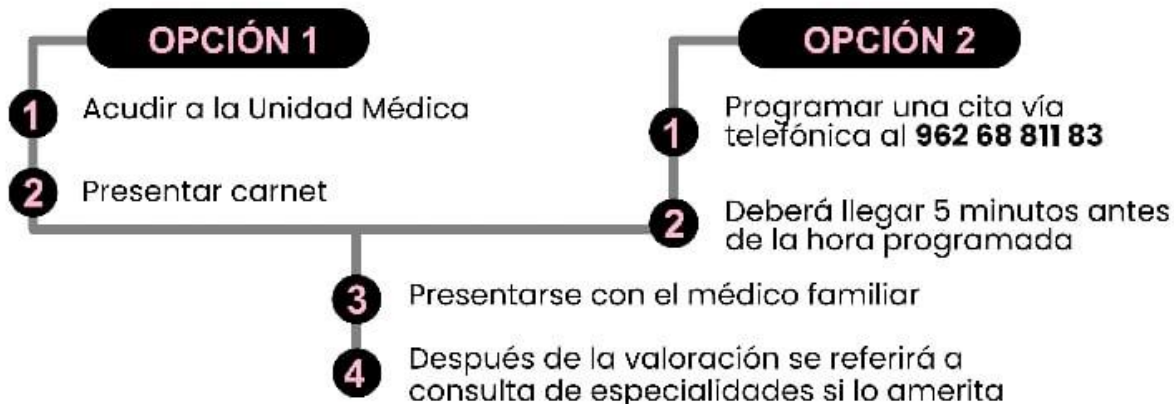 OPCIÓN 1
1 Acudir a la Unidad Médica
2 Presentar carnet
OPCIÓN 2
1 Programar una cita vía
telefónica al 962 68 811 83
2 Deberá llegar 5 minutos antes
de la hora programada
3 Presentarse con el médico familiar
4 Después de la valoración se referirá a
consulta de especialidades si lo amerita